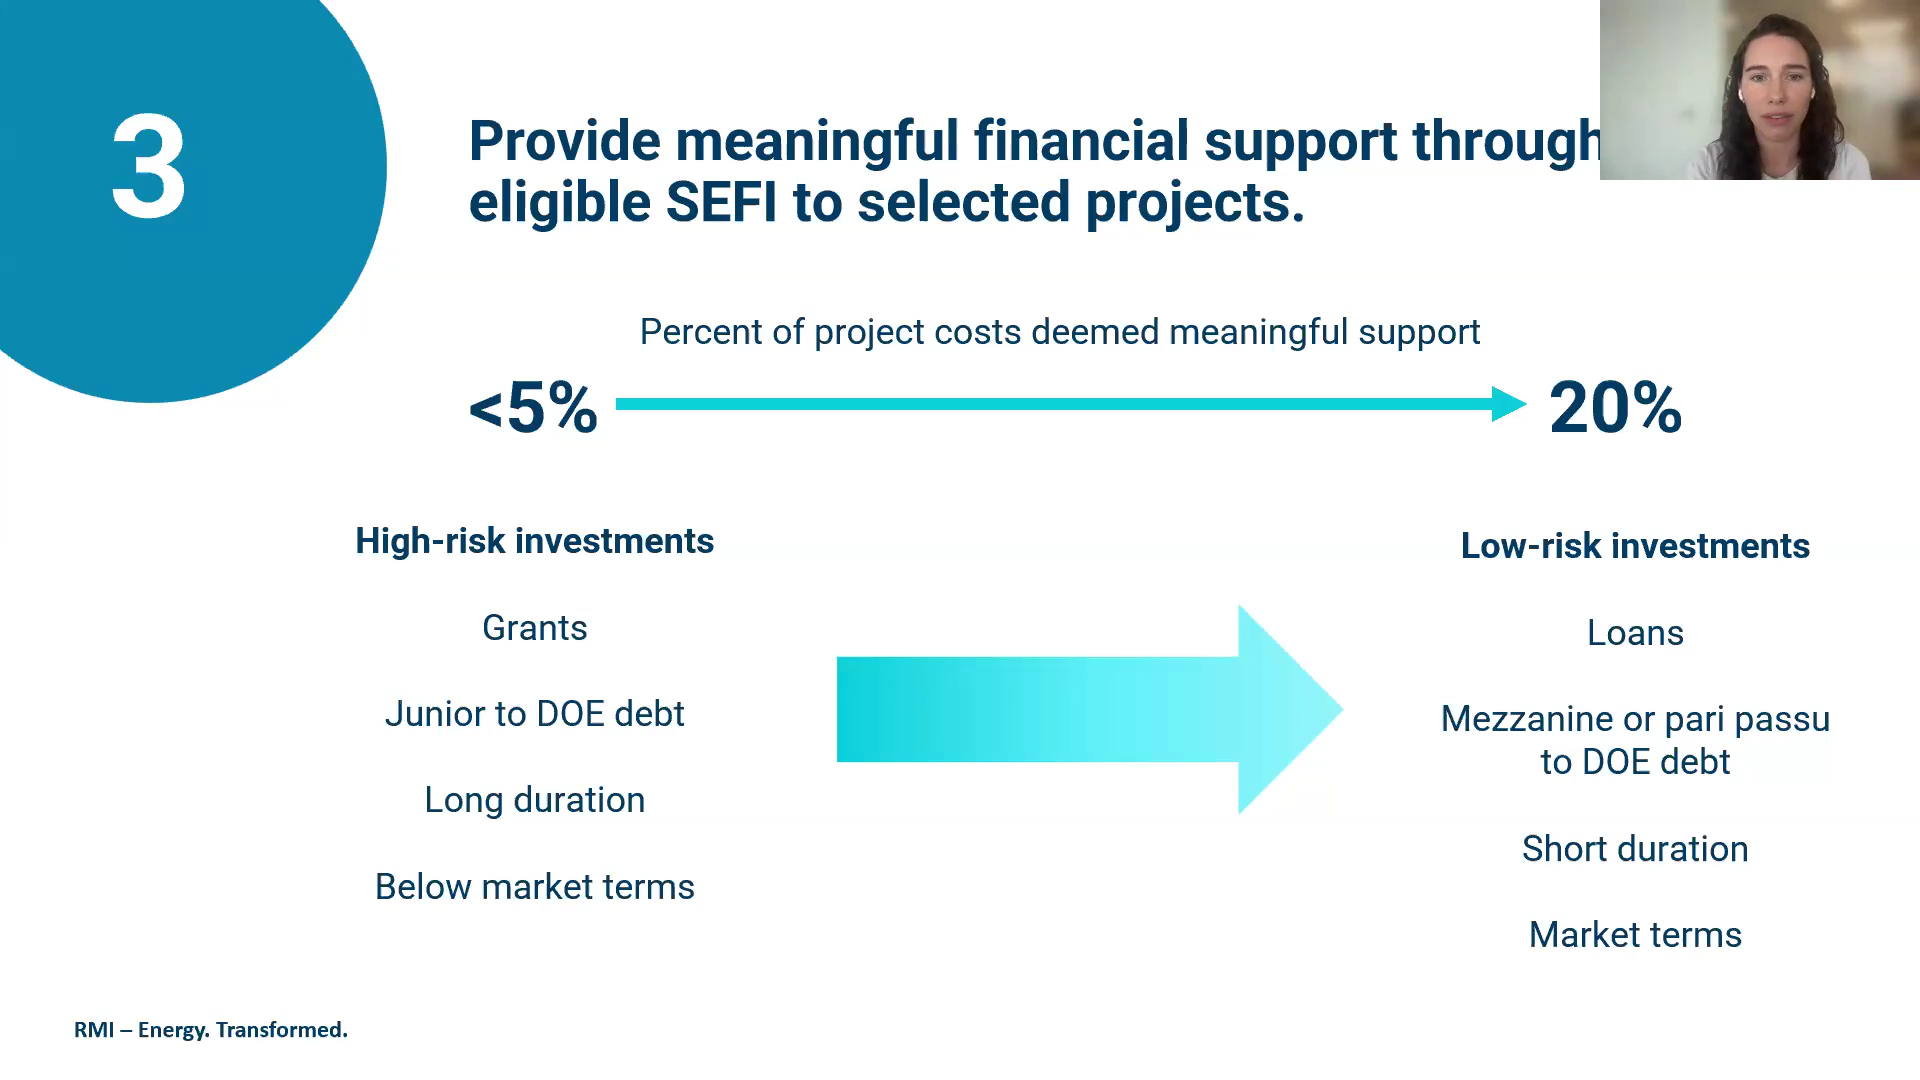 3
Provide meaningful financial support through
eligible SEFI to selected projects.
Percent of project costs deemed meaningful support
<5%
20%
High-risk investments
Grants
Junior to DOE debt
Long duration
Below market terms
Low-risk investments
Loans
Mezzanine or pari passu
to DOE debt
Short duration
Market terms
RMI – Energy. Transformed.